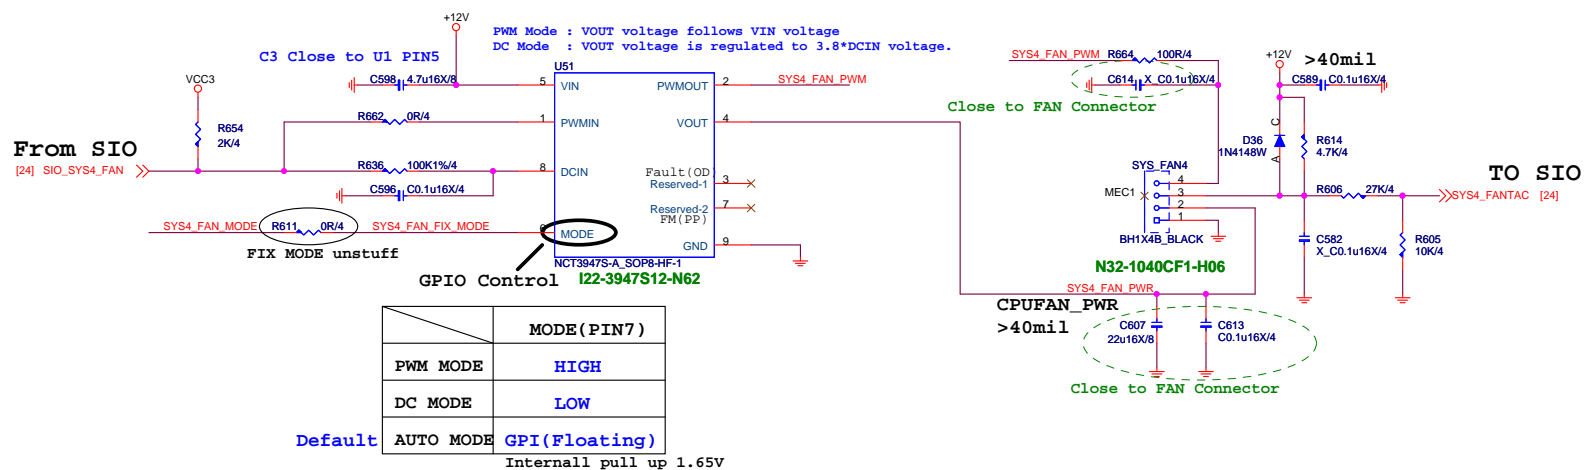 +12V
PWM Mode : VOUT voltage follows VIN voltage
DC Mode : VOUT voltage is regulated to 3.8*DCIN voltage.
C3 Close to U1 PIN5
U51
VCC3
C598 4.7u16X/8
5 VIN
PWMOUT 2
SYS4_FAN_PWM
R662 0R/4
1 PWMIN
VOUT 4
R654
2K/4
From SIO
[24] SIO_SYS4_FAN
R636 100K1%/4
8 DCIN
Fault(OD)
Reserved-1 3
C596 C0.1u16X/4
Reserved-2 7
FM(PP)
SYS4_FAN_MODE
R611 0R/4
SYS4_FAN_FIX_MODE
MODE
GND 9
FIX MODE unstuff
NCT3947S-A_SOP8-HF-1
GPIO Control
I22-3947S12-N62
MODE(PIN7)
PWM MODE HIGH
DC MODE LOW
Default AUTO MODE GPI(Floating)
Internall pull up 1.65V
SYS4_FAN_PWM
R664 100R/4
C614 X_C0.1u16X/4
Close to FAN Connector
+12V
>40mil
C589 C0.1u16X/4
D36
1N4148W
C
A
R614
4.7K/4
SYS_FAN4
MEC1
4
3
2
1
BH1X4B_BLACK
N32-1040CF1-H06
R606 27K/4
TO SIO
SYS4_FANTAC [24]
C582
X_C0.1u16X/4
R605
10K/4
SYS4_FAN_PWR
CPUFAN_PWR
>40mil
C607
22u16X/8
C613
C0.1u16X/4
Close to FAN Connector